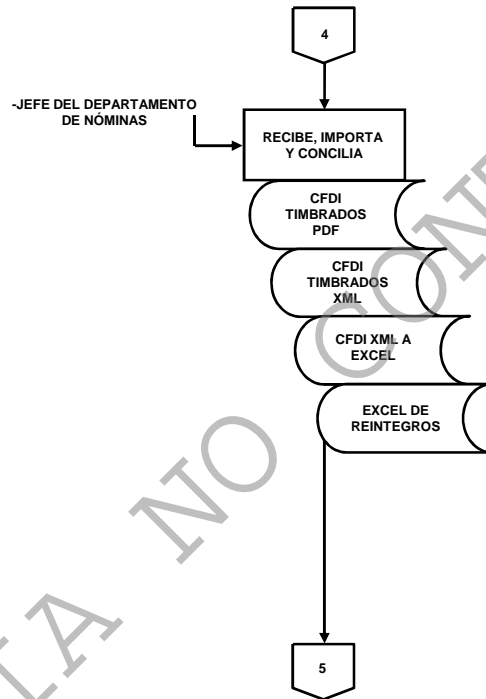 4
-JEFE DEL DEPARTAMENTO
DE NÓMINAS
RECIBE, IMPORTA
Y CONCILIA
CFDI
TIMBRADOS
PDF
CFDI
TIMBRADOS
XML
CFDI XML A
EXCEL
EXCEL DE
REINTEGROS
5
NO